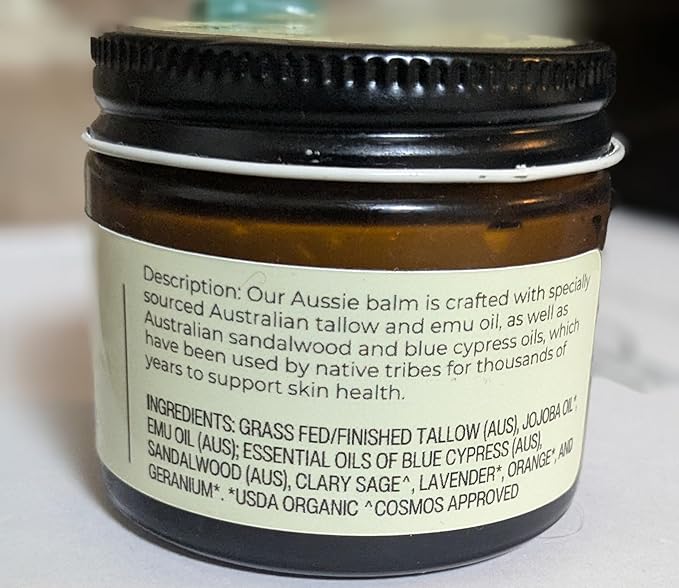 Description: Our Aussie balm is crafted with specially
sourced Australian tallow and emu oil, as well as
Australian sandalwood and blue cypress oils, which
have been used by native tribes for thousands of
years to support skin health.
INGREDIENTS: GRASS FED/FINISHED TALLOW (AUS), JOJOBA OIL*,
EMU OIL (AUS); ESSENTIAL OILS OF BLUE CYPRESS (AUS),
SANDALWOOD (AUS), CLARY SAGE^, LAVENDER*, ORANGE*, AND
GERANIUM*. *USDA ORGANIC ^COSMOS APPROVED